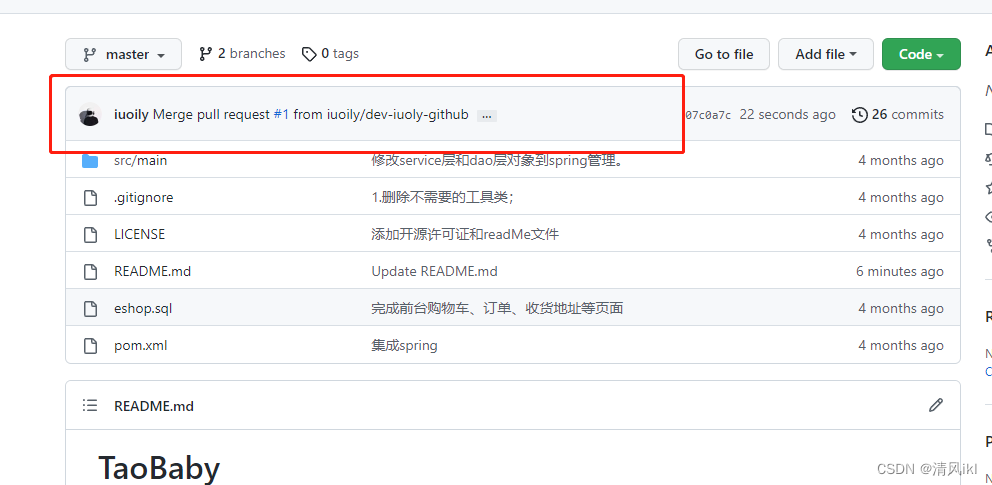 master 2 branches 0 tags Go to file Add file Code
iuoily Merge pull request #1 from iuoily/dev-iuoly-github ... 07c0a7c 22 seconds ago 26 commits
src/main 修改service层和dao层对象到spring管理。 4 months ago
.gitignore 1.删除不需要的工具类; 4 months ago
LICENSE 添加开源许可证和readMe文件 4 months ago
README.md Update README.md 6 minutes ago
eshop.sql 完成前台购物车、订单、收货地址等页面 4 months ago
pom.xml 集成spring 4 months ago
README.md
TaoBaby
CSDN @清风ikl